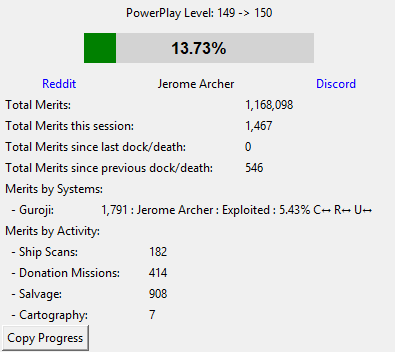 PowerPlay Level: 149 -> 150
13.73%
Reddit Jerome Archer Discord
Total Merits: 1,168,098
Total Merits this session: 1,467
Total Merits since last dock/death: 0
Total Merits since previous dock/death: 546
Merits by Systems:
- Guroji: 1,791 : Jerome Archer : Exploited : 5.43% C↔ R↔ U↔
Merits by Activity:
- Ship Scans: 182
- Donation Missions: 414
- Salvage: 908
- Cartography: 7
Copy Progress